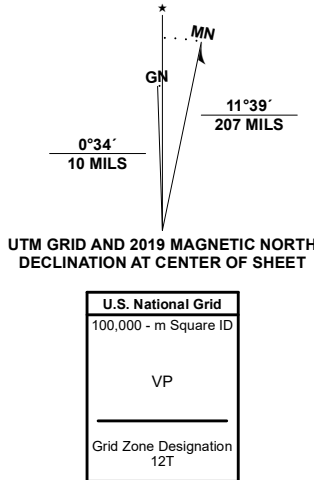 ★
MN
GN
11°39´
207 MILS
0°34´
10 MILS
UTM GRID AND 2019 MAGNETIC NORTH
DECLINATION AT CENTER OF SHEET
U.S. National Grid
100,000 - m Square ID
VP
Grid Zone Designation
12T